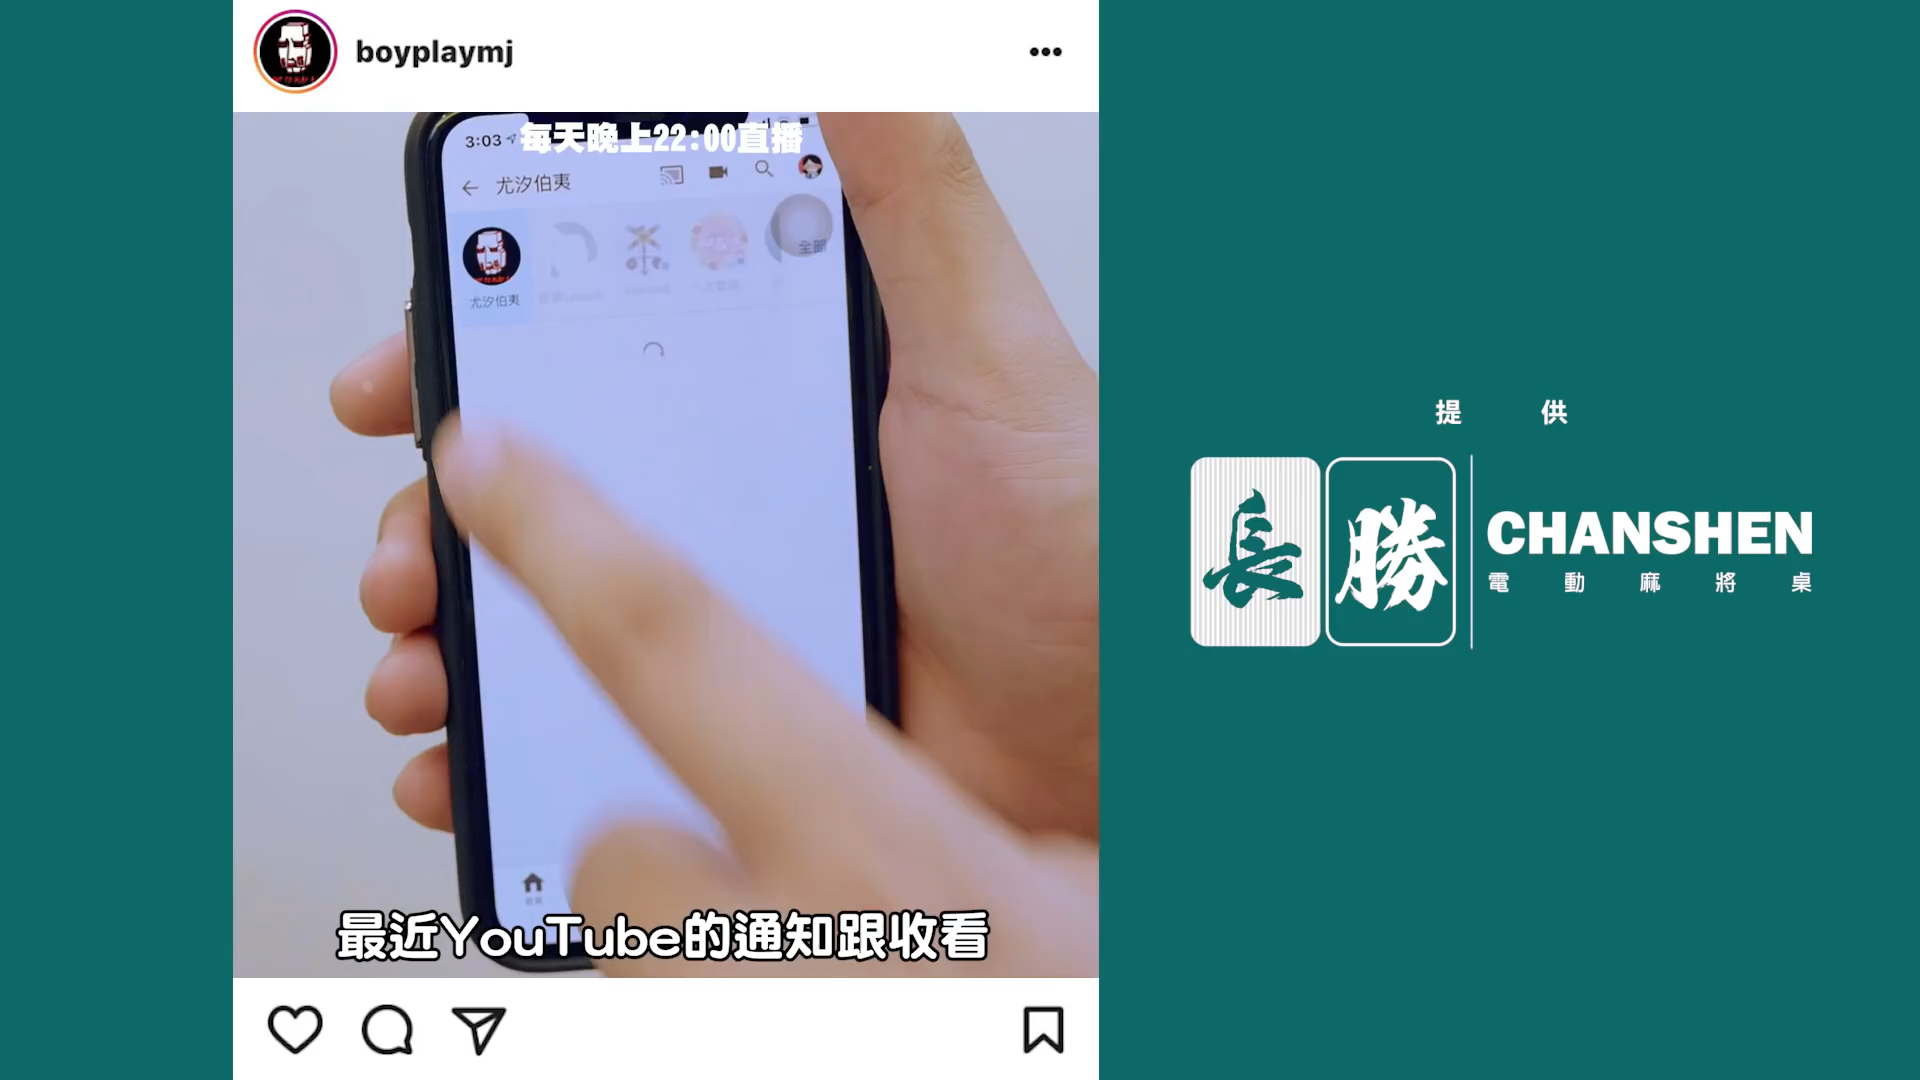 boyplaymj
每天晚上22:00直播
3:03
尤汐伯夷
全部
尤汐伯夷
最近YouTube的通知跟收看
提供
長勝
CHANSHEN
電動麻將桌